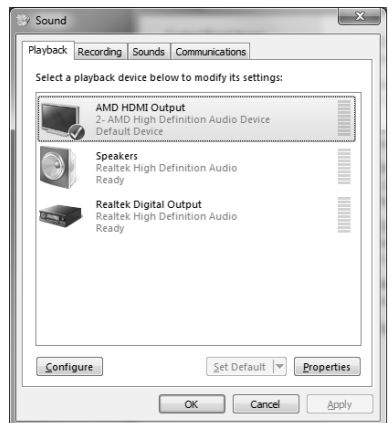 Sound
Playback Recording Sounds Communications
Select a playback device below to modify its settings:
AMD HDMI Output
2- AMD High Definition Audio Device
Default Device
Speakers
Realtek High Definition Audio
Ready
Realtek Digital Output
Realtek High Definition Audio
Ready
Configure Set Default Properties
OK Cancel Apply